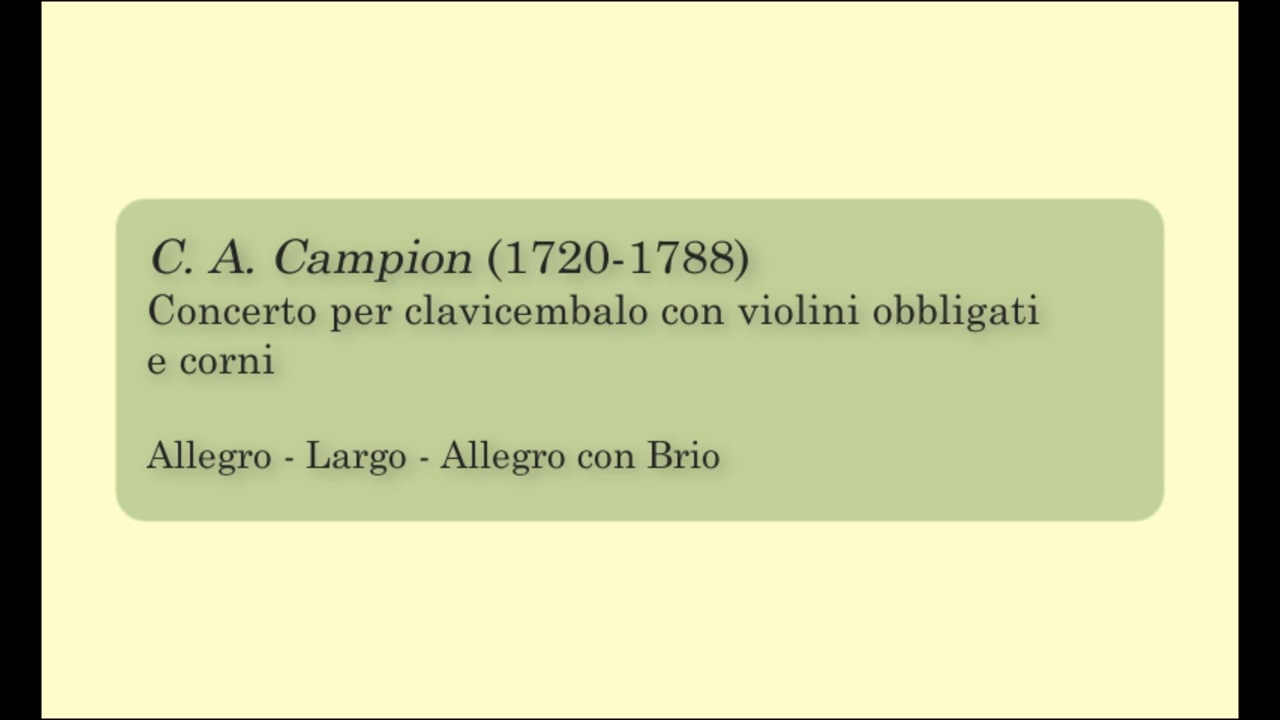 C. A. Campion (1720-1788)
Concerto per clavicembalo con violini obbligati
e corni
Allegro - Largo - Allegro con Brio